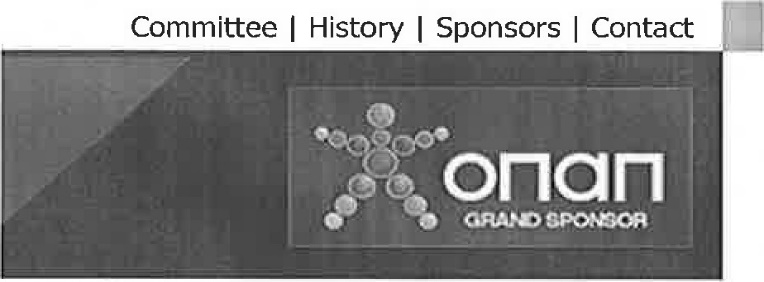 Committee | History | Sponsors | Contact
οπαπ
GRAND SPONSOR